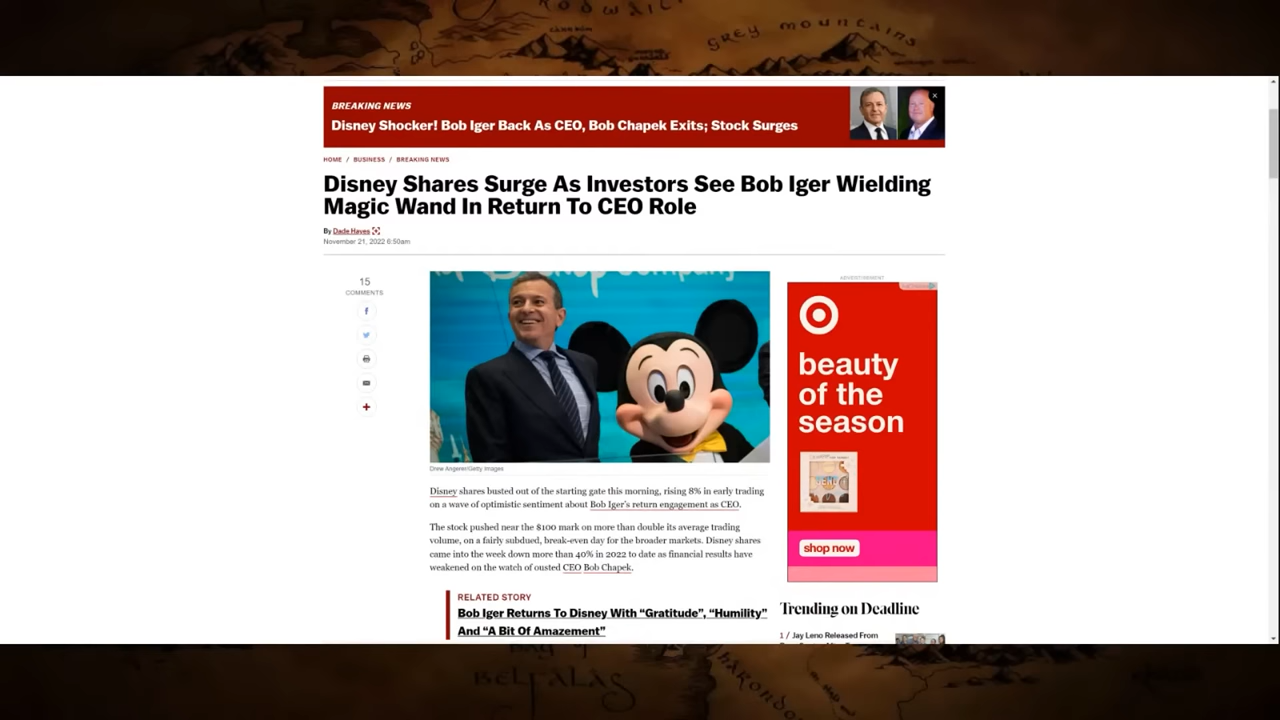 GREY MOUNTAINS
BREAKING NEWS
Disney Shocker! Bob Iger Back As CEO, Bob Chapek Exits; Stock Surges
HOME / BUSINESS / BREAKING NEWS
Disney Shares Surge As Investors See Bob Iger Wielding
Magic Wand In Return To CEO Role
By Dade Hayes
November 21, 2022 6:50am
15
COMMENTS
ADVERTISEMENT
beauty
of the
season
shop now
Drew Angerer/Getty Images
Disney shares busted out of the starting gate this morning, rising 8% in early trading
on a wave of optimistic sentiment about Bob Iger's return engagement as CEO.
The stock pushed near the $100 mark on more than double its average trading
volume, on a fairly subdued, break-even day for the broader markets. Disney shares
came into the week down more than 40% in 2022 to date as financial results have
weakened on the watch of ousted CEO Bob Chapek.
RELATED STORY
Bob Iger Returns To Disney With “Gratitude”, “Humility”
And “A Bit Of Amazement”
Trending on Deadline
1 / Jay Leno Released From
BELFALAS